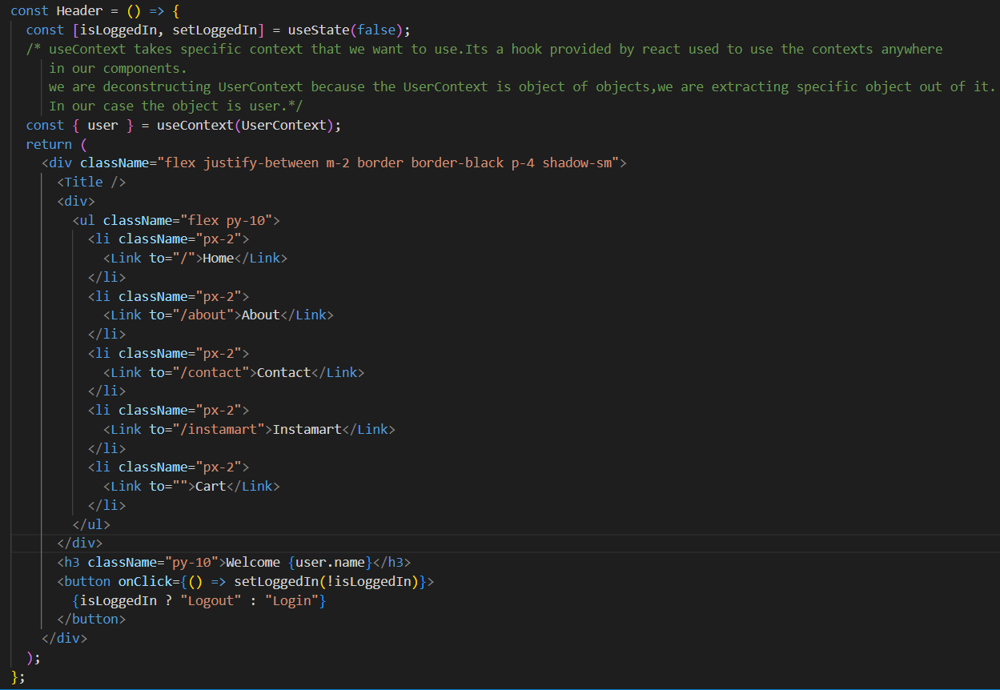 const Header = () => {
const [isLoggedIn, setLoggedIn] = useState(false);
/* useContext takes specific context that we want to use.Its a hook provided by react used to use the contexts anywhere
in our components.
we are deconstructing UserContext because the UserContext is object of objects,we are extracting specific object out of it.
In our case the object is user.*/
const { user } = useContext(UserContext);
return (
<div className="flex justify-between m-2 border border-black p-4 shadow-sm">
<Title />
<div>
<ul className="flex py-10">
<li className="px-2">
<Link to="/">Home</Link>
</li>
<li className="px-2">
<Link to="/about">About</Link>
</li>
<li className="px-2">
<Link to="/contact">Contact</Link>
</li>
<li className="px-2">
<Link to="/instamart">Instamart</Link>
</li>
<li className="px-2">
<Link to="">Cart</Link>
</li>
</ul>
</div>
<h3 className="py-10">Welcome {user.name}</h3>
<button onClick={() => setLoggedIn(!isLoggedIn)}>
{isLoggedIn ? "Logout" : "Login"}
</button>
</div>
);
};